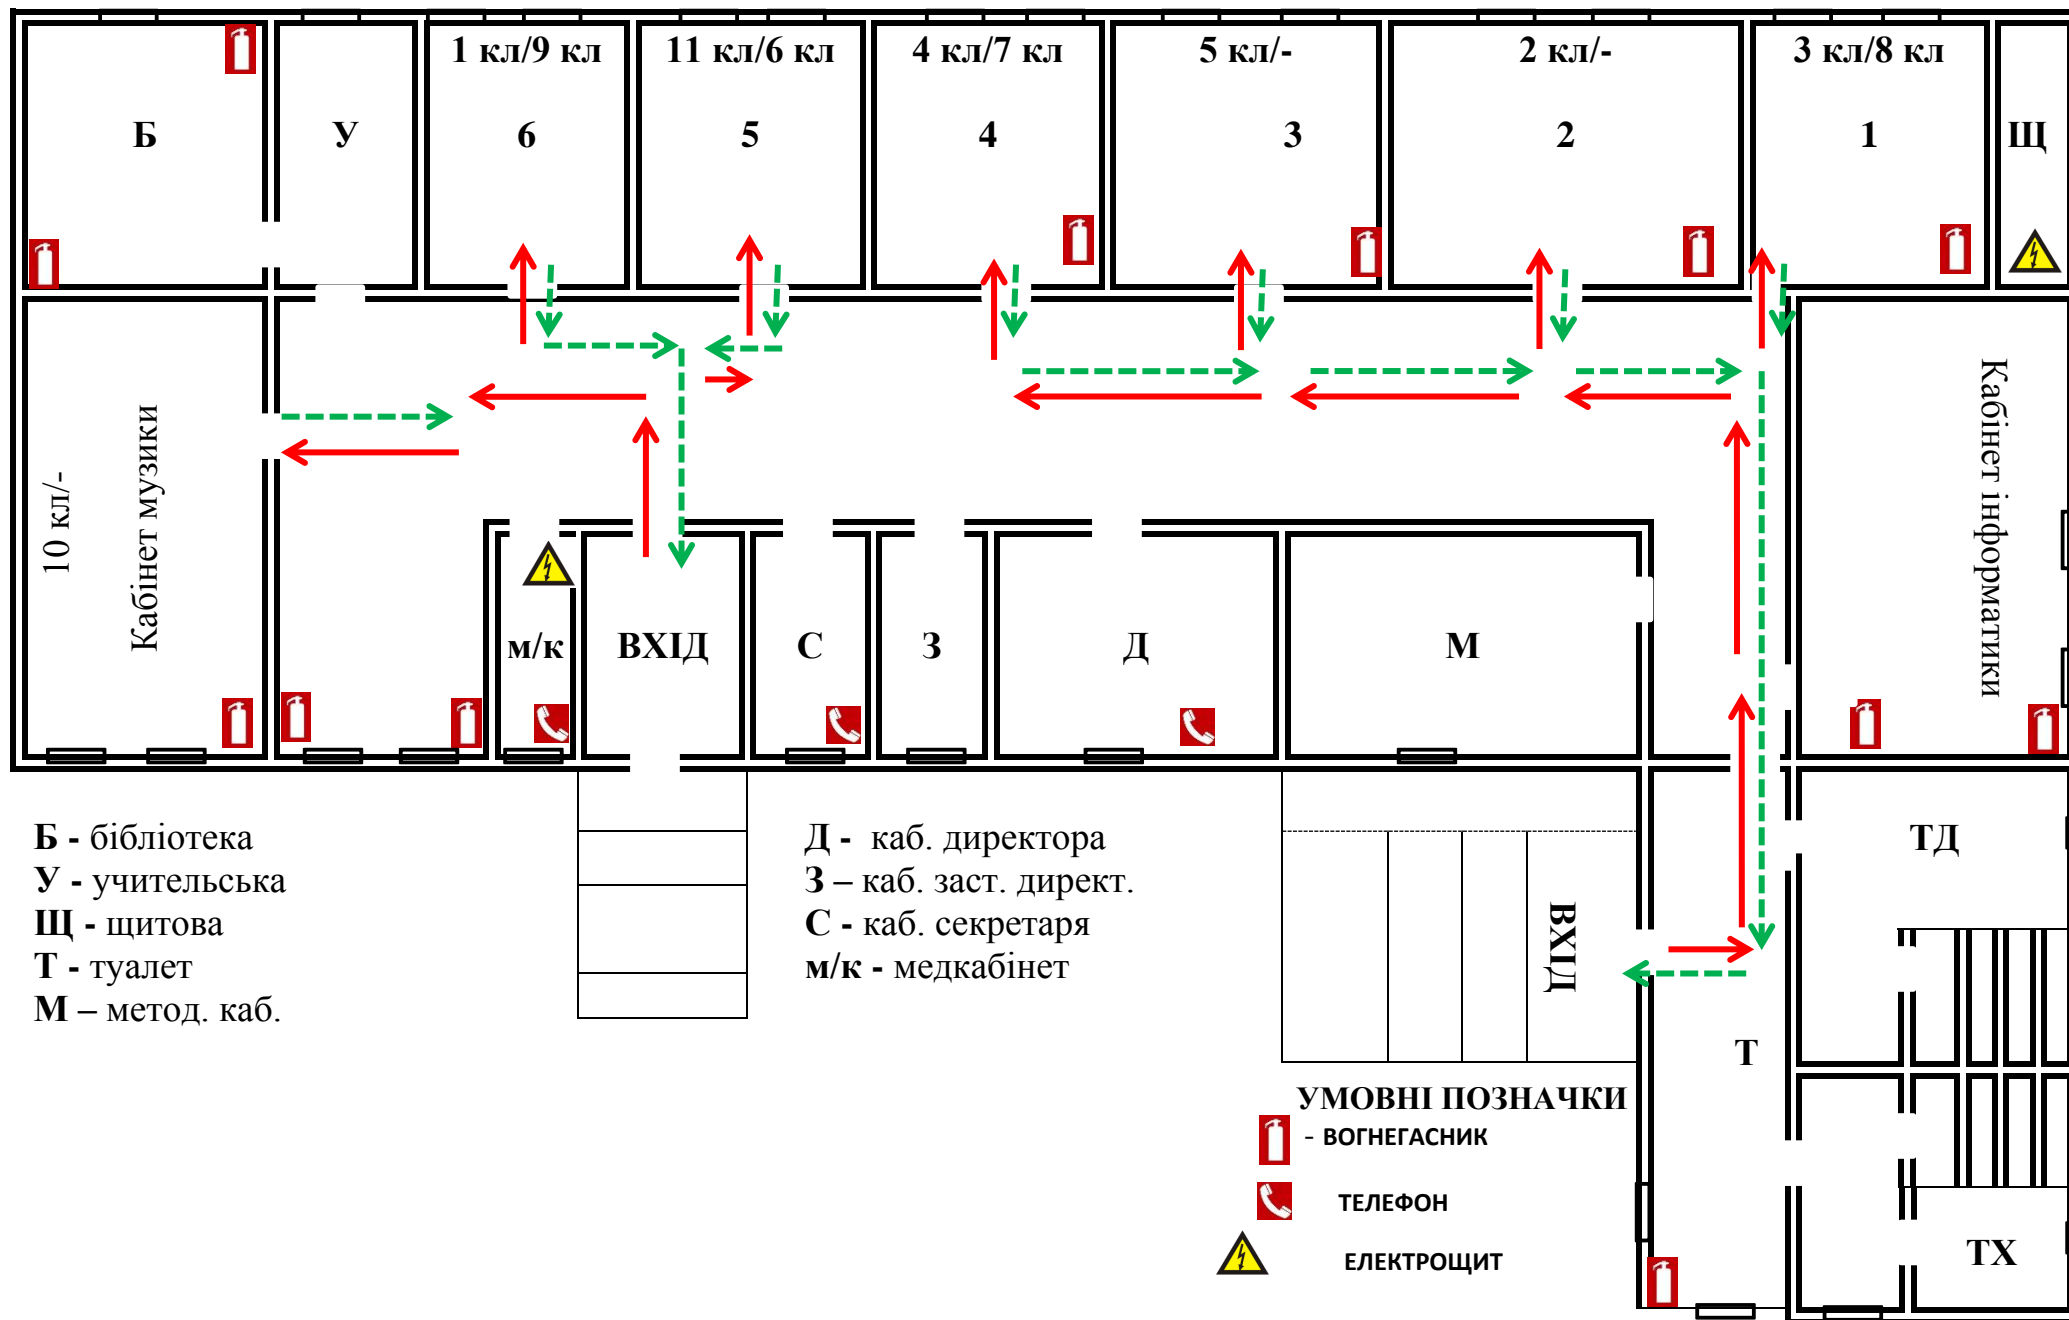 1 кл/9 кл
11 кл/6 кл
4 кл/7 кл
5 кл/-
2 кл/-
3 кл/8 кл
Б
У
6
5
4
3
2
1
Щ
10 кл/-
Кабінет музики
Кабінет інформатики
м/к
ВХІД
С
З
Д
М
Б - бібліотека
У - учительська
Щ - щитова
Т - туалет
М – метод. каб.
Д - каб. директора
З – каб. заст. директ.
С - каб. секретаря
м/к - медкабінет
ВХІД
ТД
Т
ТХ
УМОВНІ ПОЗНАЧКИ
- ВОГНЕГАСНИК
ТЕЛЕФОН
ЕЛЕКТРОЩИТ